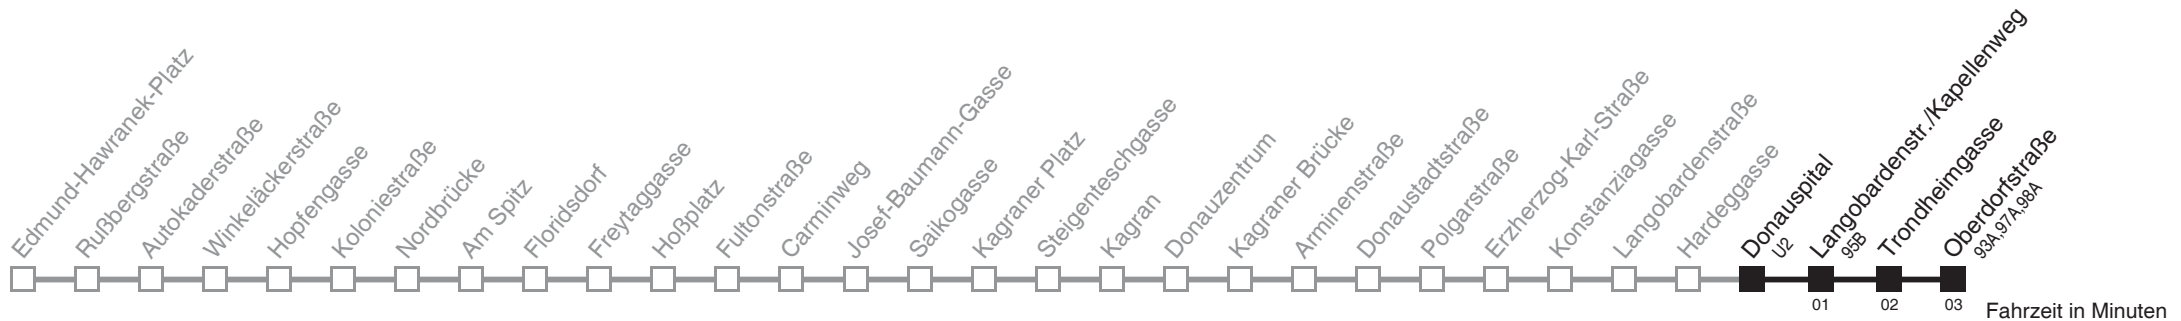 Edmund-Hawranek-Platz
Rußbergstraße
Autokaderstraße
Winkeläckerstraße
Hopfengasse
Koloniestraße
Nordbrücke
Am Spitz
Floridsdorf
Freytaggasse
Hoßplatz
Fultonstraße
Carminweg
Josef-Baumann-Gasse
Saikogasse
Kagraner Platz
Steigenteschgasse
Kagran
Donauzentrum
Kagraner Brücke
Arminenstraße
Donaustadtstraße
Polgarstraße
Erzherzog-Karl-Straße
Konstanziagasse
Langobardenstraße
Hardeggasse
Donauspital
U2
Langobardenstr./Kapellenweg
95B
Trondheimgasse
Oberdorfstraße
93A,97A,98A
01
02
03
Fahrzeit in Minuten